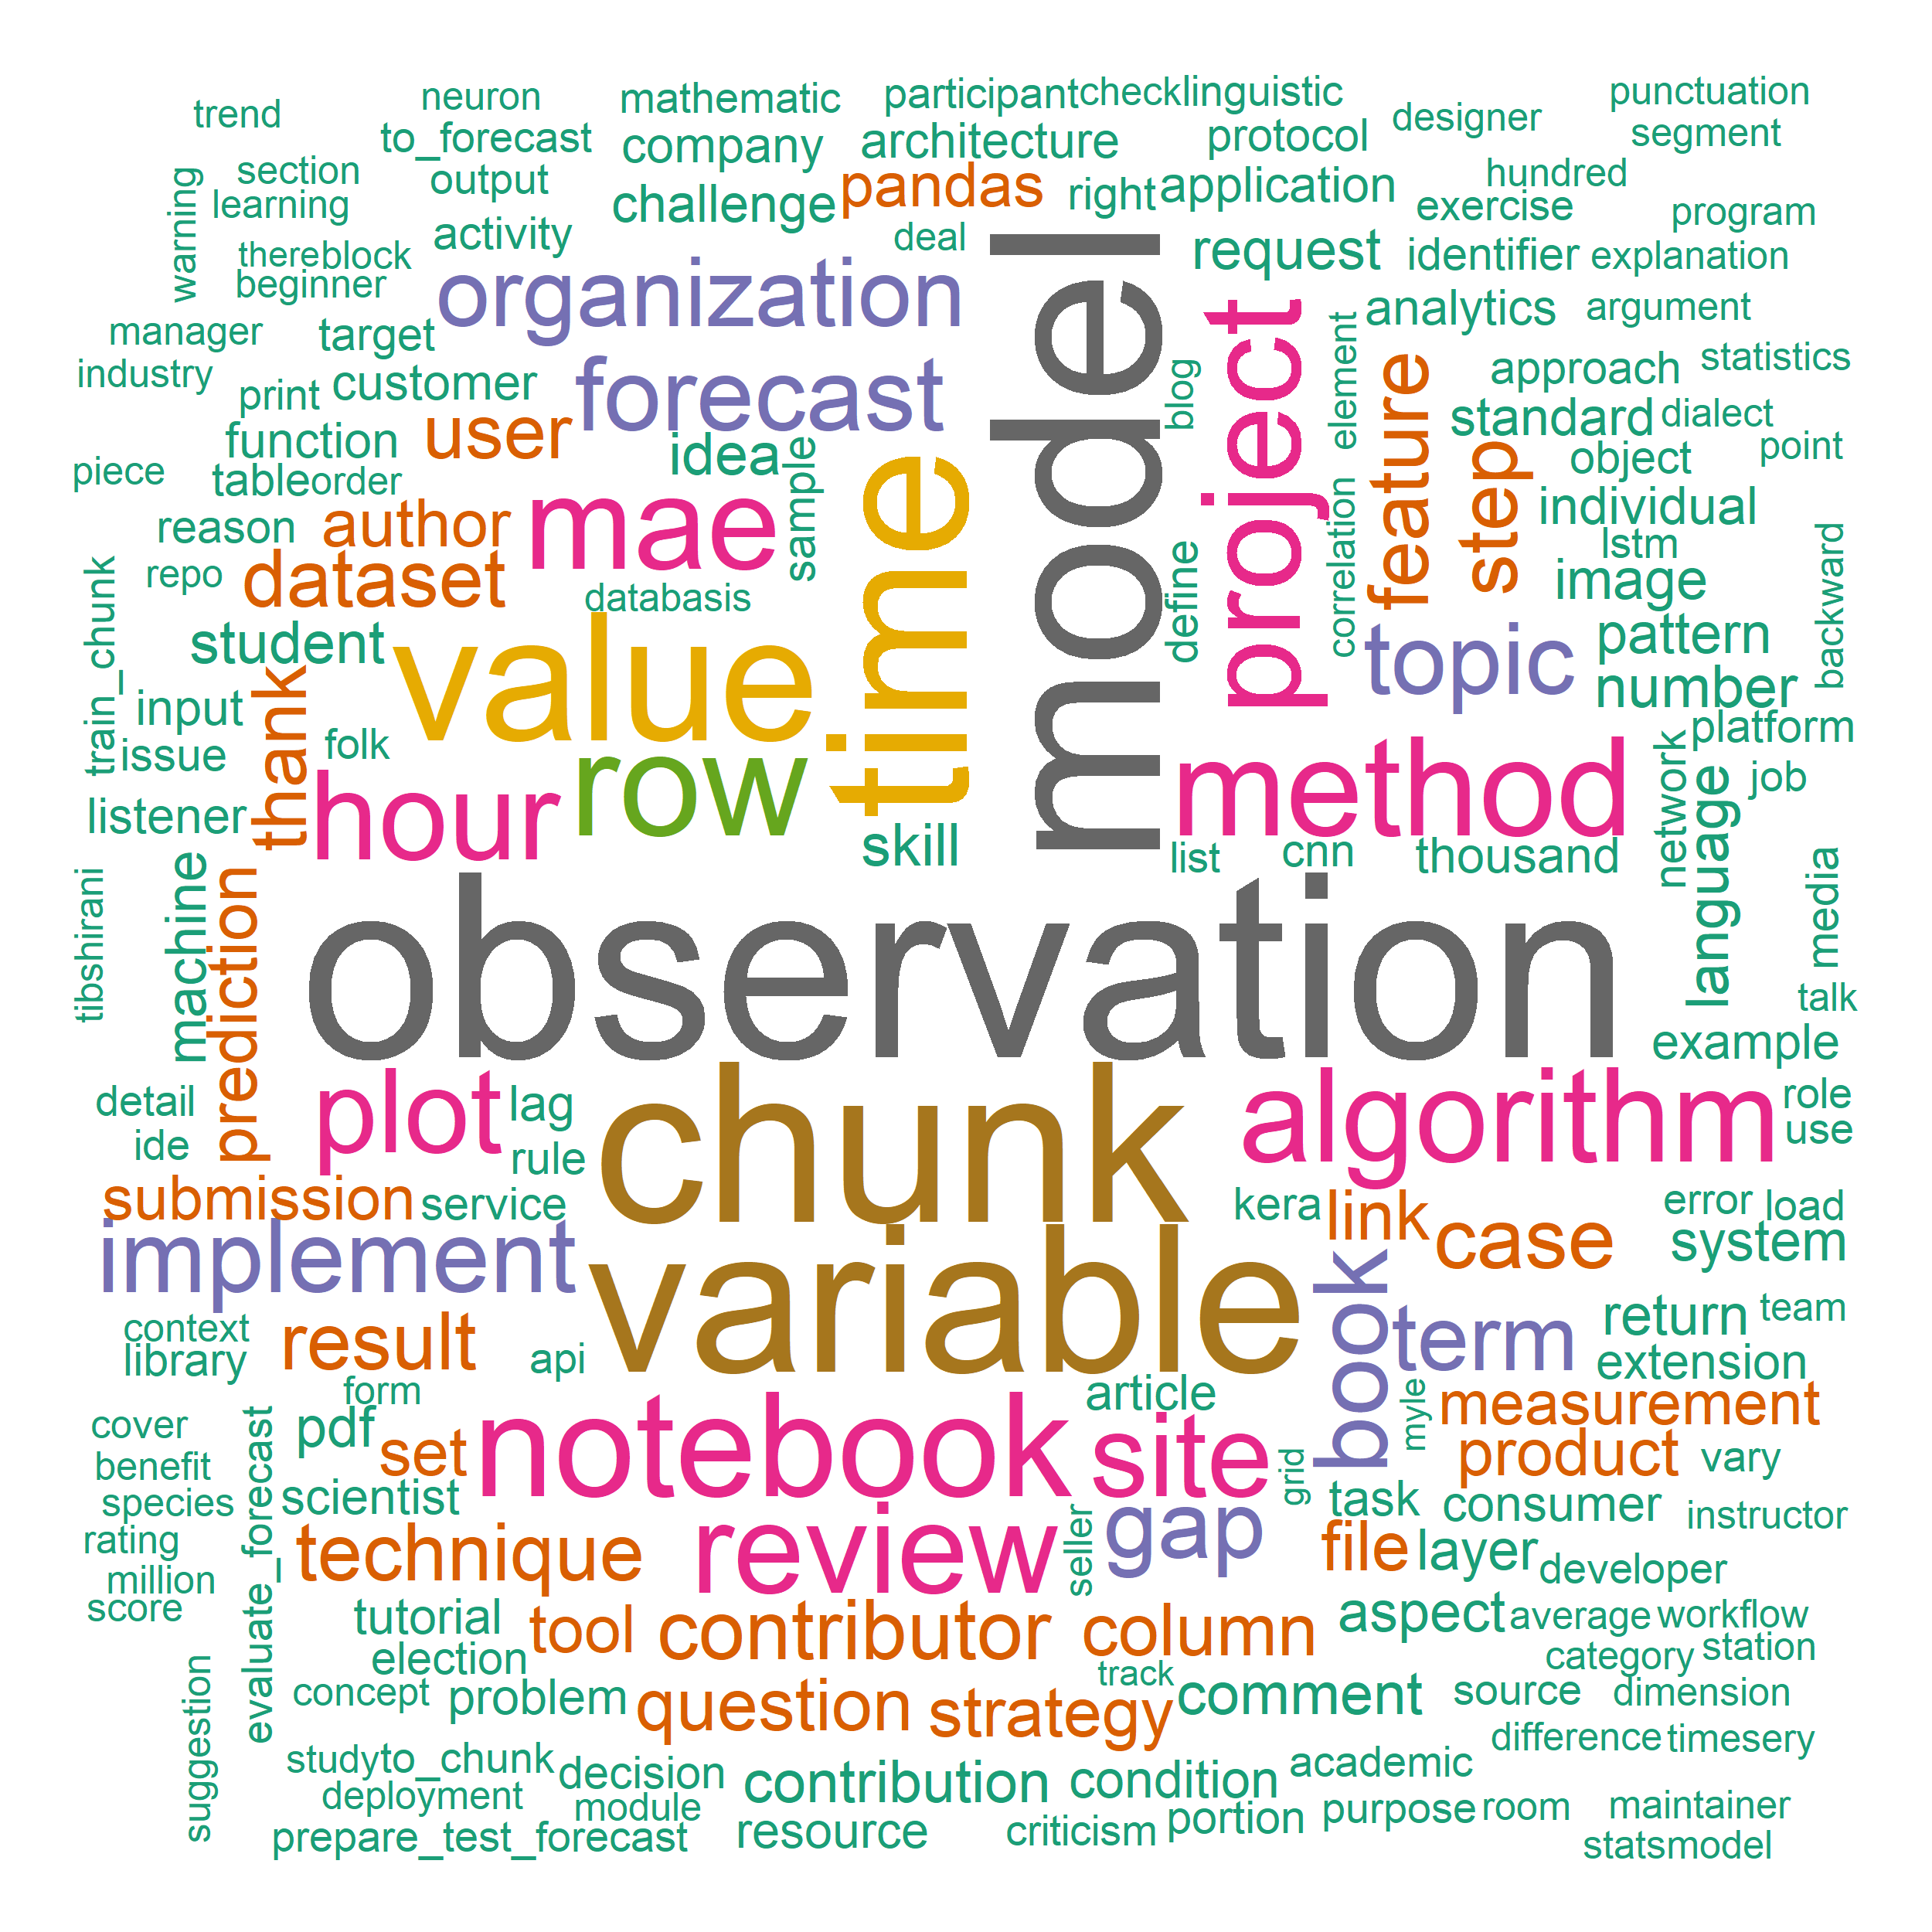 neuron
mathematic
participant
check
linguistic
punctuation
trend
to_forecast
company
architecture
protocol
designer
segment
section
output
challenge
pandas
right
application
hundred
warning
learning
activity
deal
model
exercise
program
thereblock
organization
request
identifier
explanation
beginner
project
analytics
argument
manager
target
forecast
blog
element
feature
approach
statistics
industry
print
customer
standard
dialect
function
user
idea
sample
time
step
object
point
piece
table
order
mae
correlation
individual
reason
author
define
lstm
backward
repo
dataset
databasis
image
train_chunk
student
value
topic
pattern
input
thank
number
issue
folk
row
method
network
platform
listener
hour
skill
list
cnn
thousand
language
job
tibshirani
machine
prediction
observation
media
talk
example
detail
plot
lag
chunk
algorithm
role
ide
rule
use
submission
service
kera
link
case
error
load
implement
variable
book
system
context
result
api
term
return
team
library
extension
form
article
myle
measurement
cover
evaluate_forecast
pdf
set
notebook
site
grid
product
vary
benefit
species
scientist
task
consumer
instructor
rating
technique
review
seller
gap
file
layer
developer
million
score
tutorial
tool
contributor
column
aspect
average
workflow
election
category
station
suggestion
concept
problem
question
strategy
track
comment
source
dimension
difference
timesery
study
to_chunk
decision
contribution
condition
academic
deployment
module
portion
purpose
room
maintainer
prepare_test_forecast
resource
criticism
statsmodel